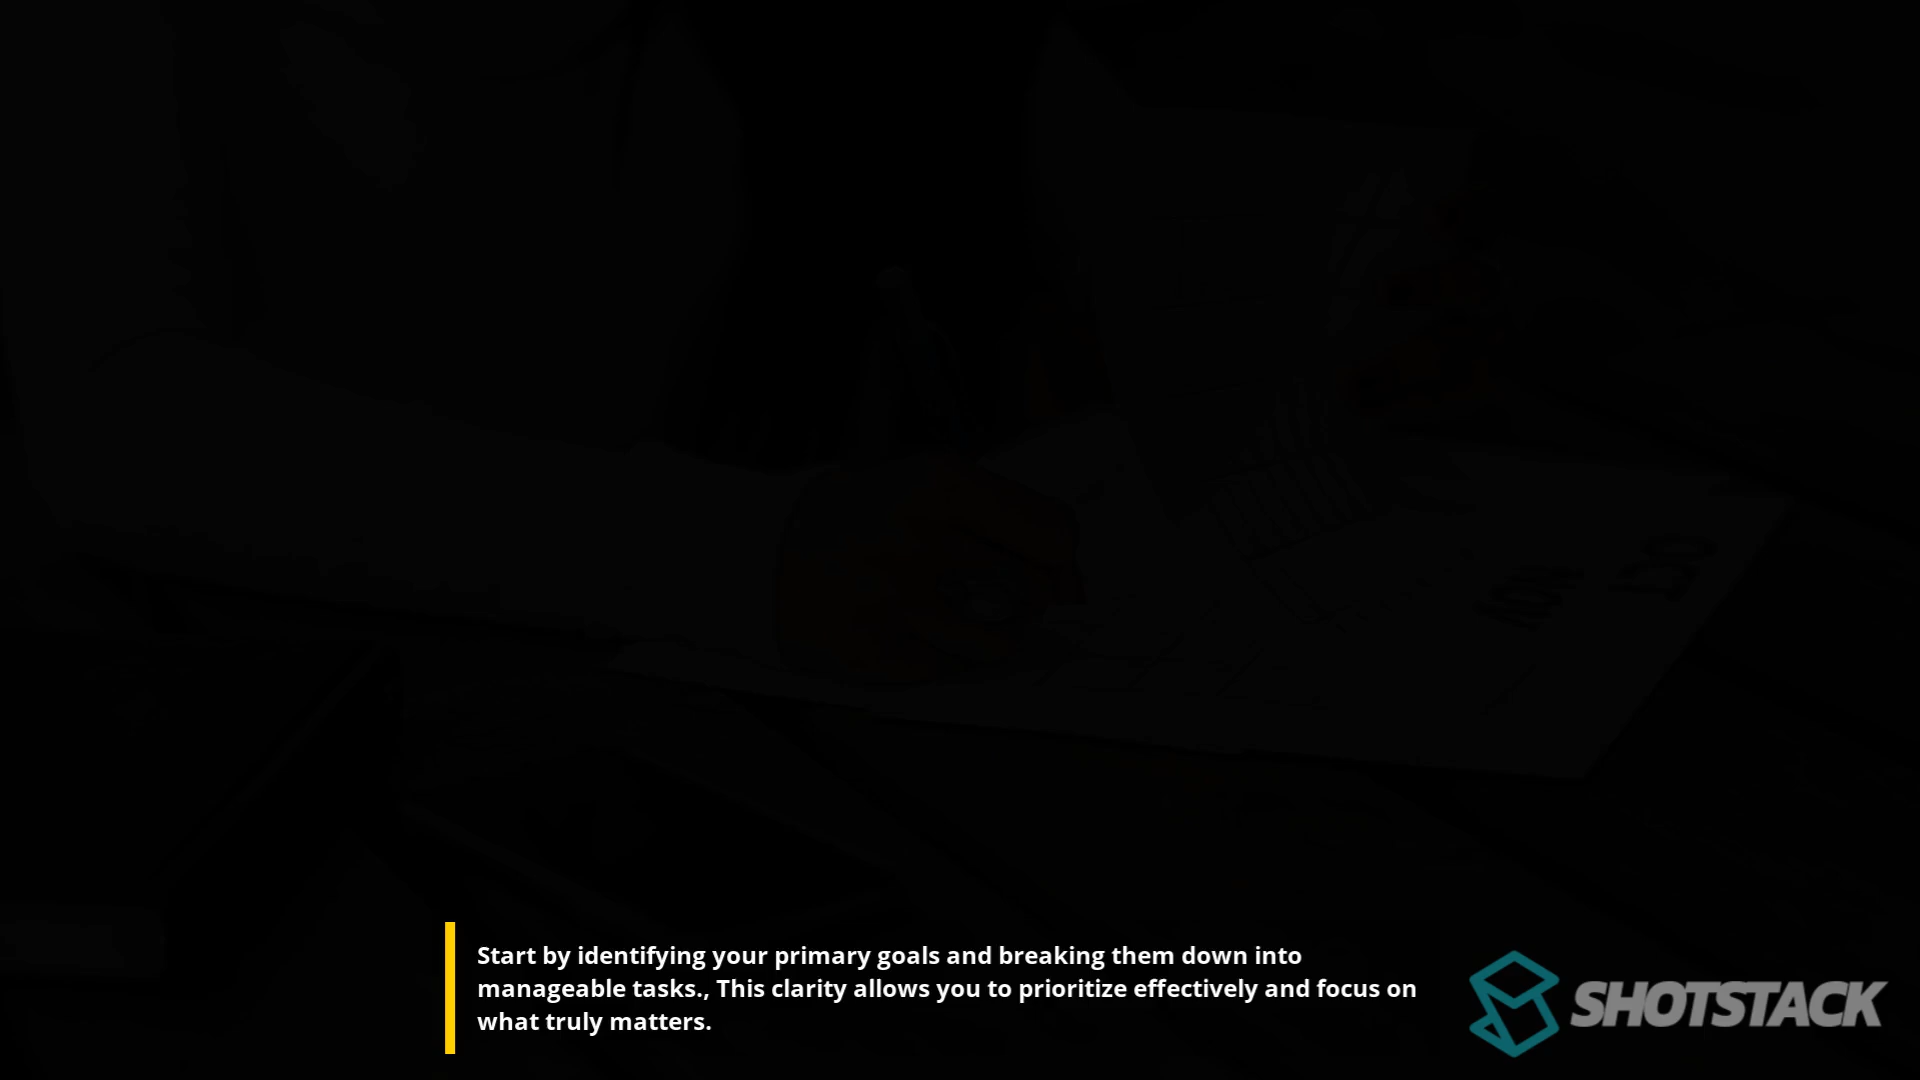 Start by identifying your primary goals and breaking them down into
manageable tasks., This clarity allows you to prioritize effectively and focus on
what truly matters.
SHOTSTACK